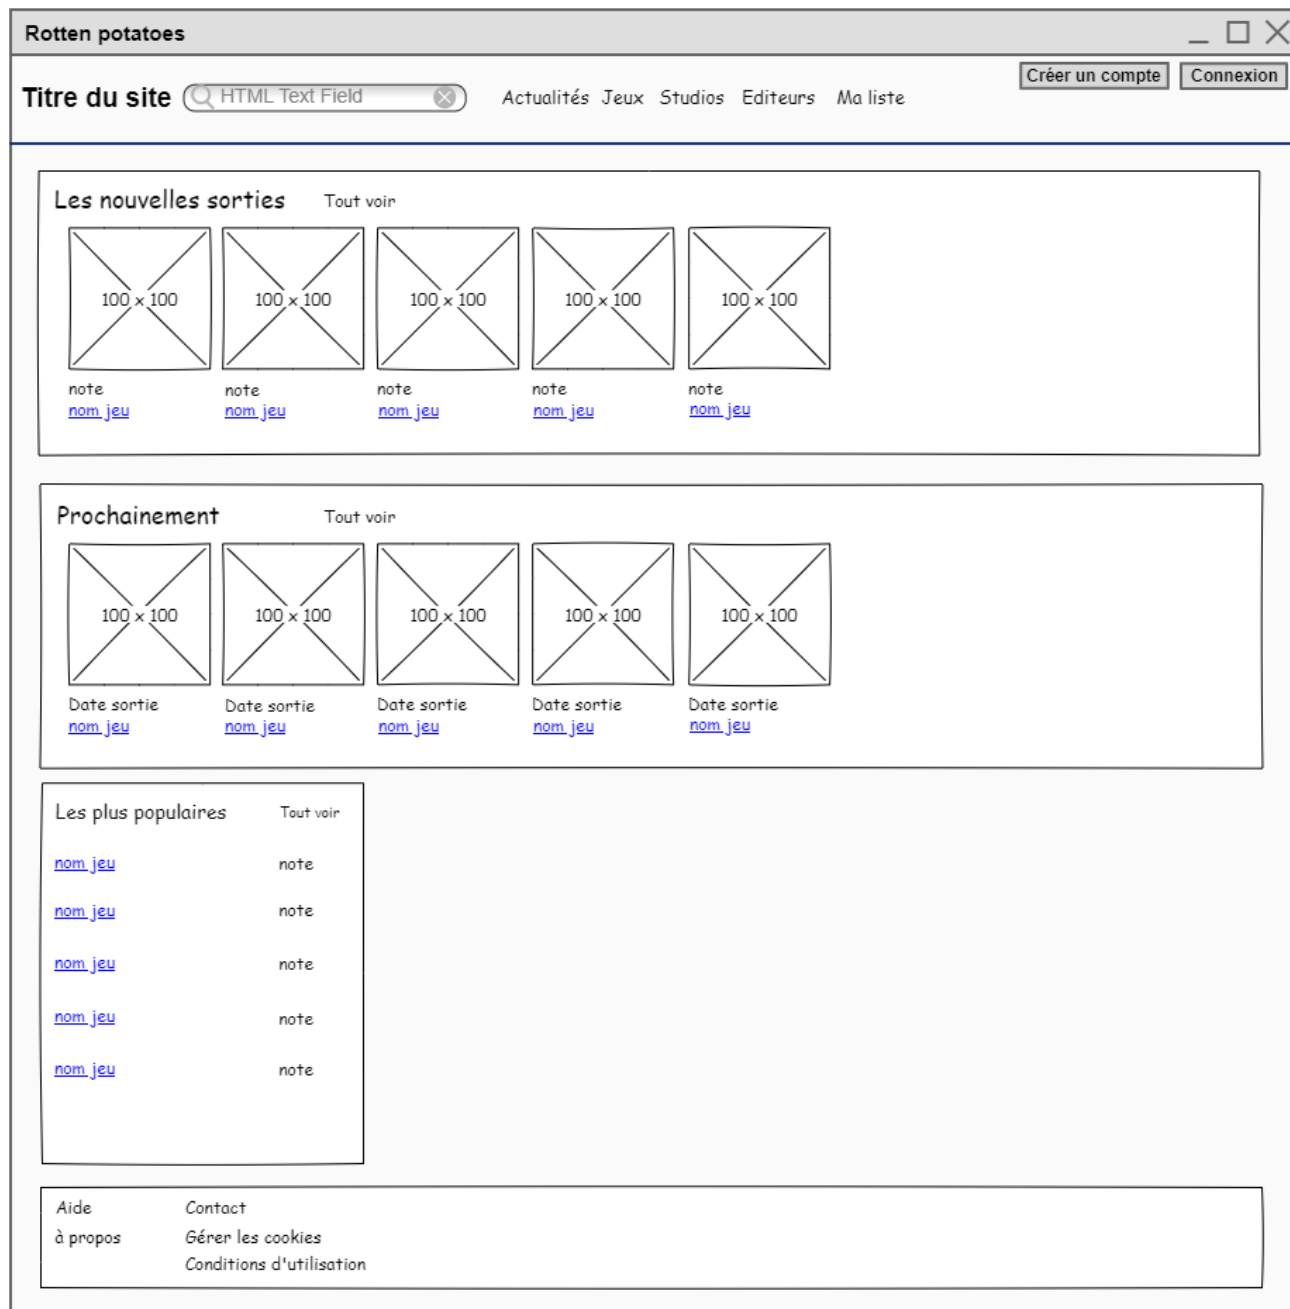 Rotten potatoes
Créer un compte Connexion
Titre du site HTML Text Field Actualités Jeux Studios Editeurs Ma liste
Les nouvelles sorties Tout voir
100 x 100 100 x 100 100 x 100 100 x 100 100 x 100
note note note note note
nom jeu nom jeu nom jeu nom jeu nom jeu
Prochainement Tout voir
100 x 100 100 x 100 100 x 100 100 x 100 100 x 100
Date sortie Date sortie Date sortie Date sortie Date sortie
nom jeu nom jeu nom jeu nom jeu nom jeu
Les plus populaires Tout voir
nom jeu note
nom jeu note
nom jeu note
nom jeu note
nom jeu note
Aide Contact
à propos Gérer les cookies
Conditions d'utilisation